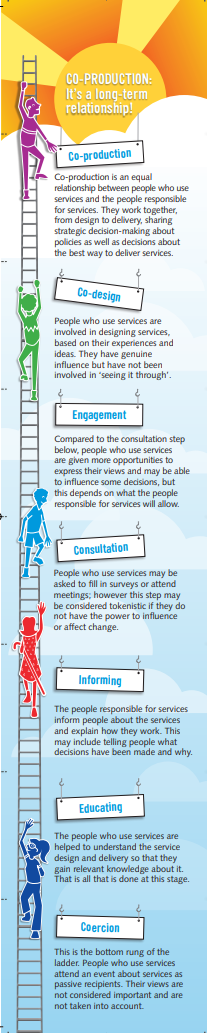 CO-PRODUCTION:
It's a long-term
relationship!
Co-production
Co-production is an equal
relationship between people who use
services and the people responsible
for services. They work together,
from design to delivery, sharing
strategic decision-making about
policies as well as decisions about
the best way to deliver services.
Co-design
People who use services are
involved in designing services,
based on their experiences and
ideas. They have genuine
influence but have not been
involved in ‘seeing it through’.
Engagement
Compared to the consultation step
below, people who use services
are given more opportunities to
express their views and may be able
to influence some decisions, but
this depends on what the people
responsible for services will allow.
Consultation
People who use services may be
asked to fill in surveys or attend
meetings; however this step may
be considered tokenistic if they do
not have the power to influence
or affect change.
Informing
The people responsible for services
inform people about the services
and explain how they work. This
may include telling people what
decisions have been made and why.
Educating
The people who use services are
helped to understand the service
design and delivery so that they
gain relevant knowledge about it.
That is all that is done at this stage.
Coercion
This is the bottom rung of the
ladder. People who use services
attend an event about services as
passive recipients. Their views are
not considered important and are
not taken into account.